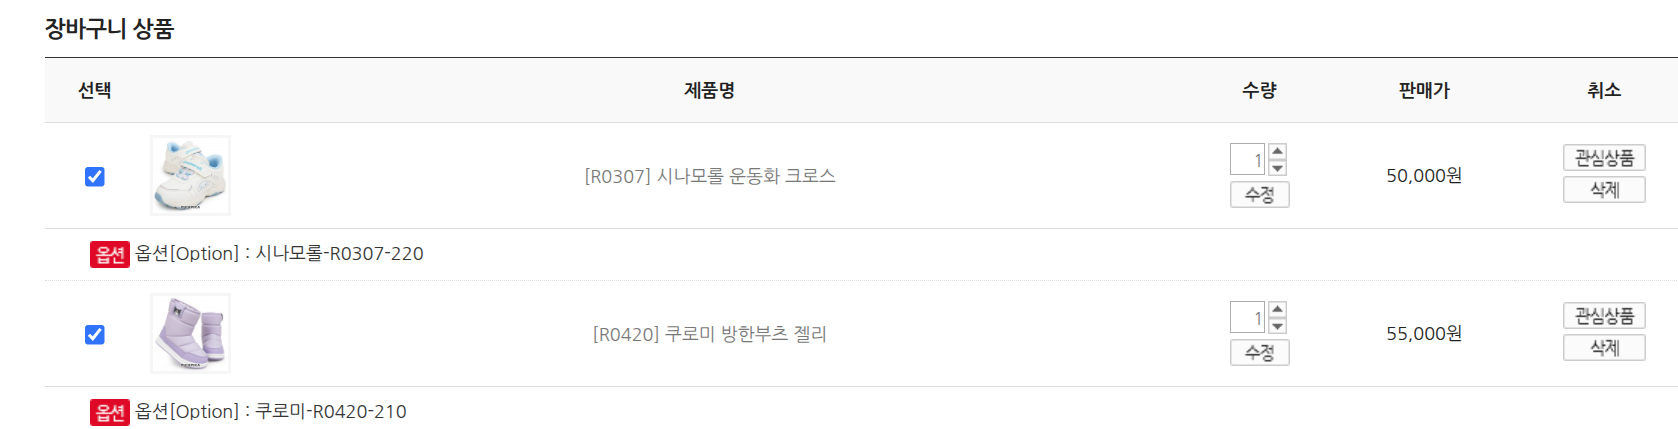 장바구니 상품
선택 제품명 수량 판매가 취소
[R0307] 시나모롤 운동화 크로스 1 50,000원 관심상품
수정 삭제
옵션 옵션[Option] : 시나모롤-R0307-220
[R0420] 쿠로미 방한부츠 젤리 1 55,000원 관심상품
수정 삭제
옵션 옵션[Option] : 쿠로미-R0420-210